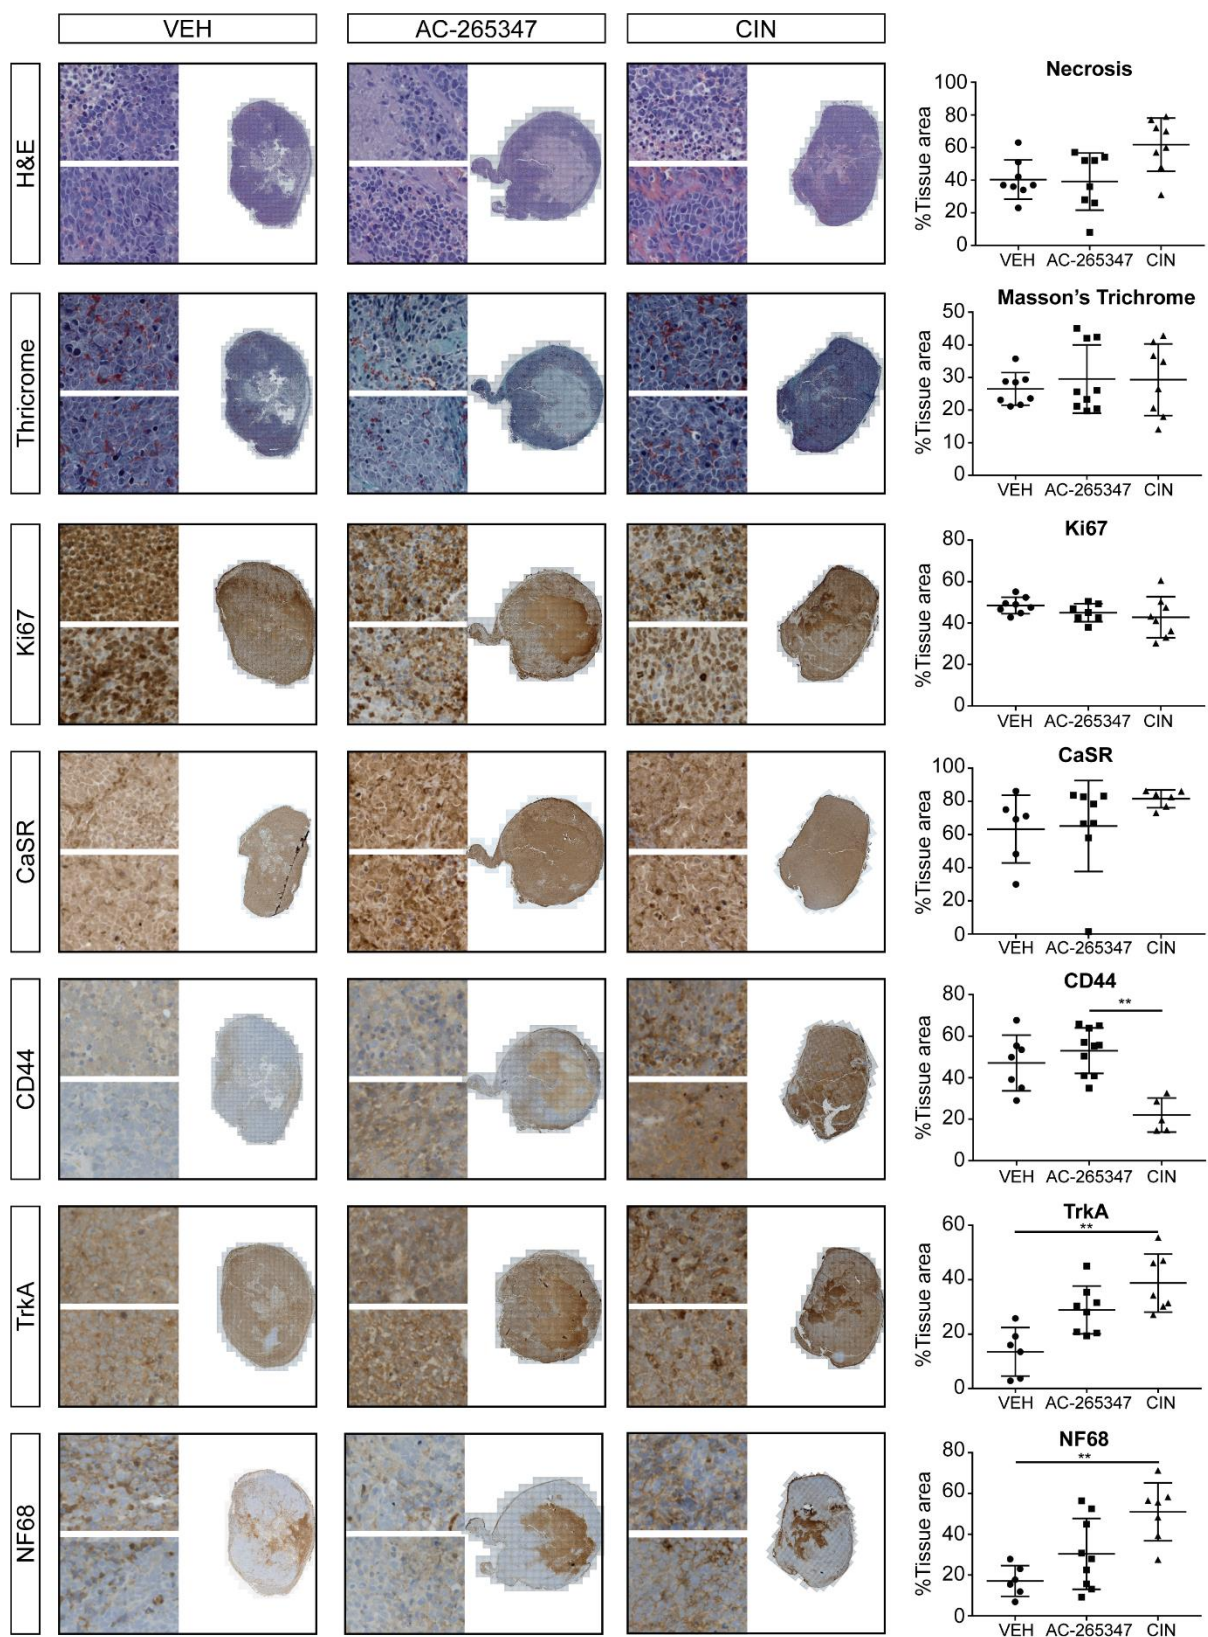 VEH
AC-265347
CIN
H&E
Necrosis
%Tissue area
100
80
60
40
20
0
VEH AC-265347 CIN
Thricrome
Masson's Trichrome
%Tissue area
50
40
30
20
10
0
VEH AC-265347 CIN
Ki67
Ki67
%Tissue area
80
60
40
20
0
VEH AC-265347 CIN
CaSR
CaSR
%Tissue area
100
80
60
40
20
0
VEH AC-265347 CIN
CD44
CD44
**
%Tissue area
80
60
40
20
0
VEH AC-265347 CIN
TrkA
TrkA
**
%Tissue area
60
40
20
0
VEH AC-265347 CIN
NF68
NF68
**
%Tissue area
80
60
40
20
0
VEH AC-265347 CIN